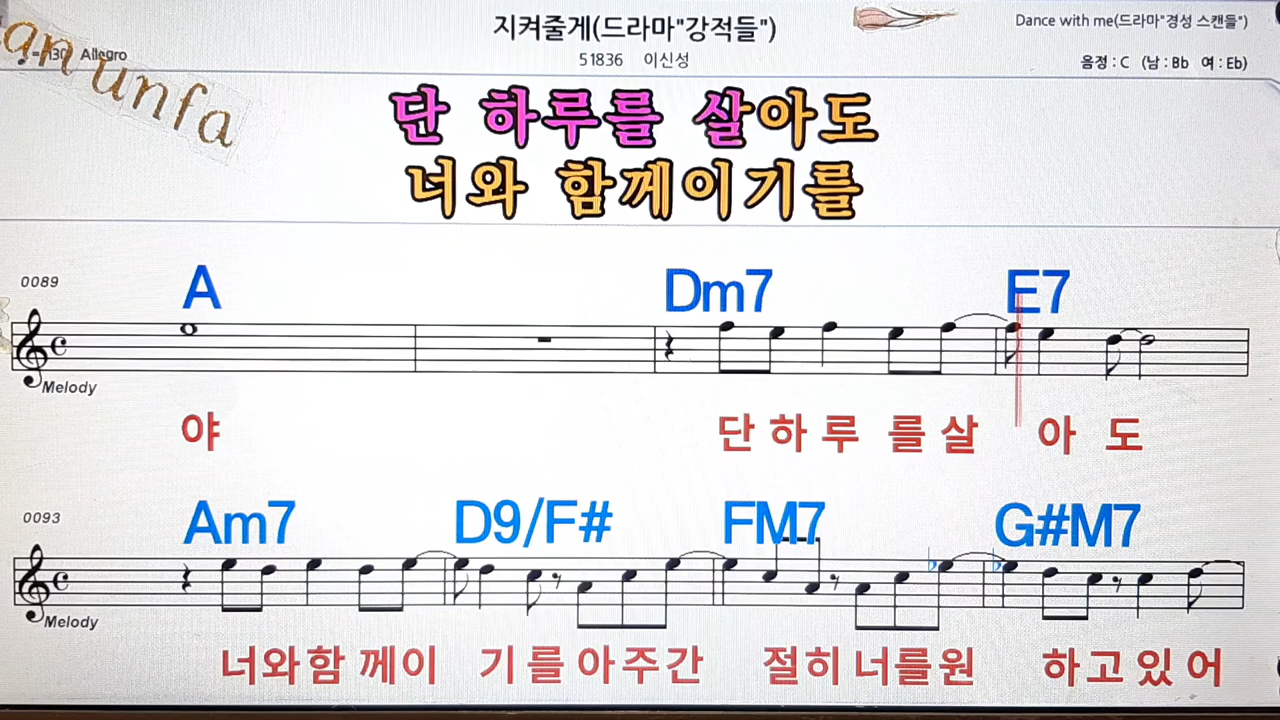 지켜줄게(드라마"강적들")
Dance with me(드라마"경성 스캔들")
51836 이신성
음정 : C (남 : Bb 여 : Eb)
=130 Allegro
an unfa
단 하루를 살아도
너와 함께이기를
0089
A Dm7 E7
Melody
야 단 하 루 를 살 아 도
0093
Am7 D9/F# FM7 G#M7
Melody
너와함 께이 기 를 아 주 간 절히 너를원 하고있 어